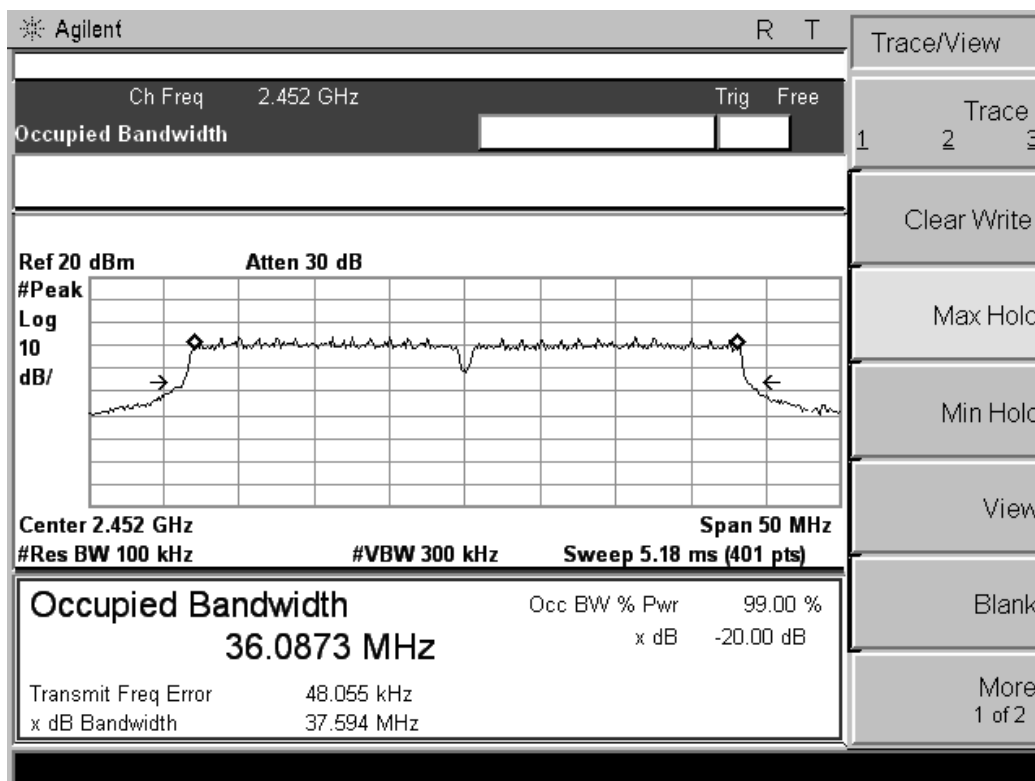 Agilent R T
Trace/View
Ch Freq 2.452 GHz Trig Free
Occupied Bandwidth
Trace
1 2 3
Clear Write
Max Hold
Min Hold
View
Blank
More
1 of 2
Ref 20 dBm Atten 30 dB
#Peak
Log
10
dB/
Center 2.452 GHz Span 50 MHz
#Res BW 100 kHz #VBW 300 kHz Sweep 5.18 ms (401 pts)
Occupied Bandwidth
36.0873 MHz
Occ BW % Pwr 99.00 %
x dB -20.00 dB
Transmit Freq Error 48.055 kHz
x dB Bandwidth 37.594 MHz